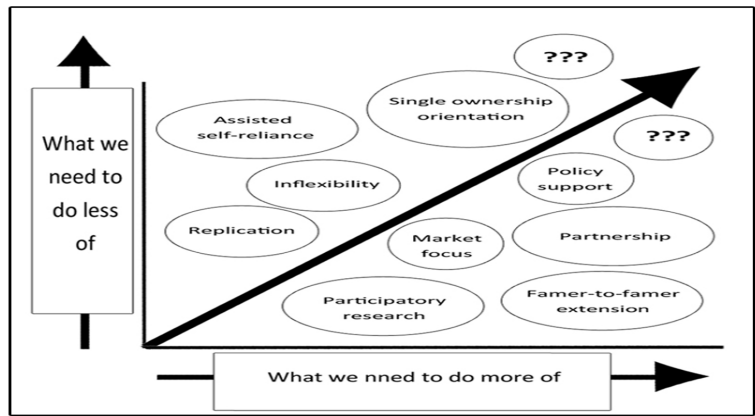 ???
Single ownership
orientation
Assisted
self-reliance
???
What we
need to
do less
of
Inflexibility
Policy
support
Replication
Market
focus
Partnership
Participatory
research
Famer-to-famer
extension
What we nned to do more of